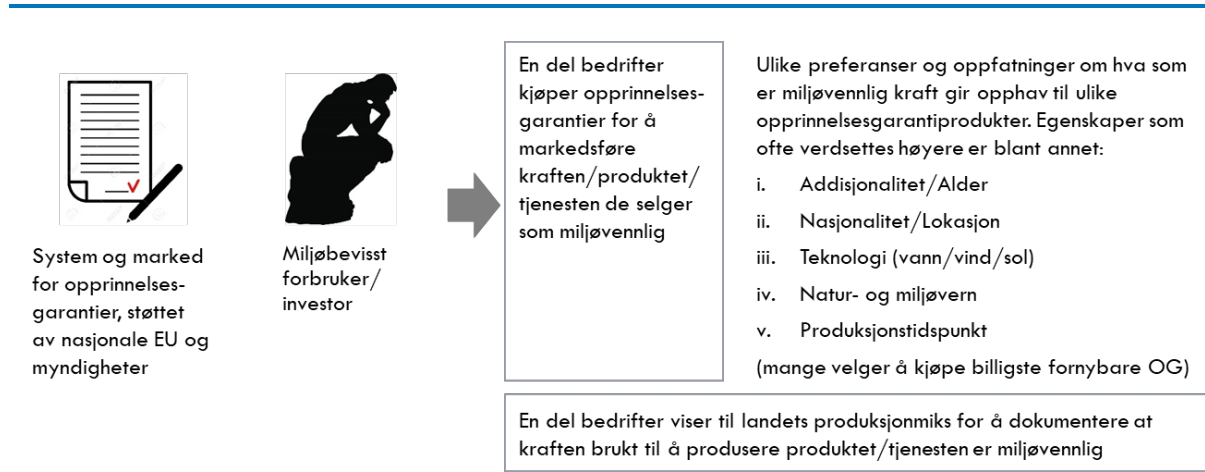 System og marked
for opprinnelses-
garantier, støttet
av nasjonale EU og
myndigheter
Miljøbevisst
forbruker/
investor
En del bedrifter
kjøper opprinnelses-
garantier for å
markedsføre
kraften/produktet/
tjenesten de selger
som miljøvennlig
Ulike preferanser og oppfatninger om hva som
er miljøvennlig kraft gir opphav til ulike
opprinnelsesgarantiprodukter. Egenskaper som
ofte verdsettes høyere er blant annet:
i. Addisjonalitet/Alder
ii. Nasjonalitet/Lokasjon
iii. Teknologi (vann/vind/sol)
iv. Natur- og miljøvern
v. Produksjonstidspunkt
(mange velger å kjøpe billigste fornybare OG)
En del bedrifter viser til landets produksjonmiks for å dokumentere at
kraften brukt til å produsere produktet/tjenesten er miljøvennlig